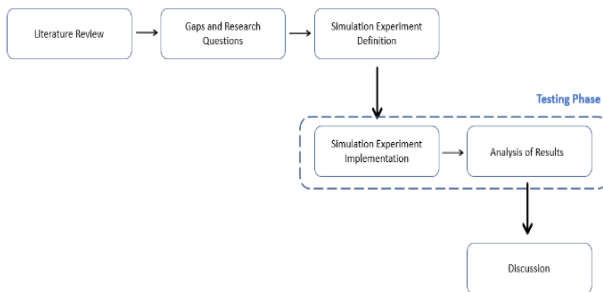 Literature Review
Gaps and Research
Questions
Simulation Experiment
Definition
Testing Phase
Simulation Experiment
Implementation
Analysis of Results
Discussion